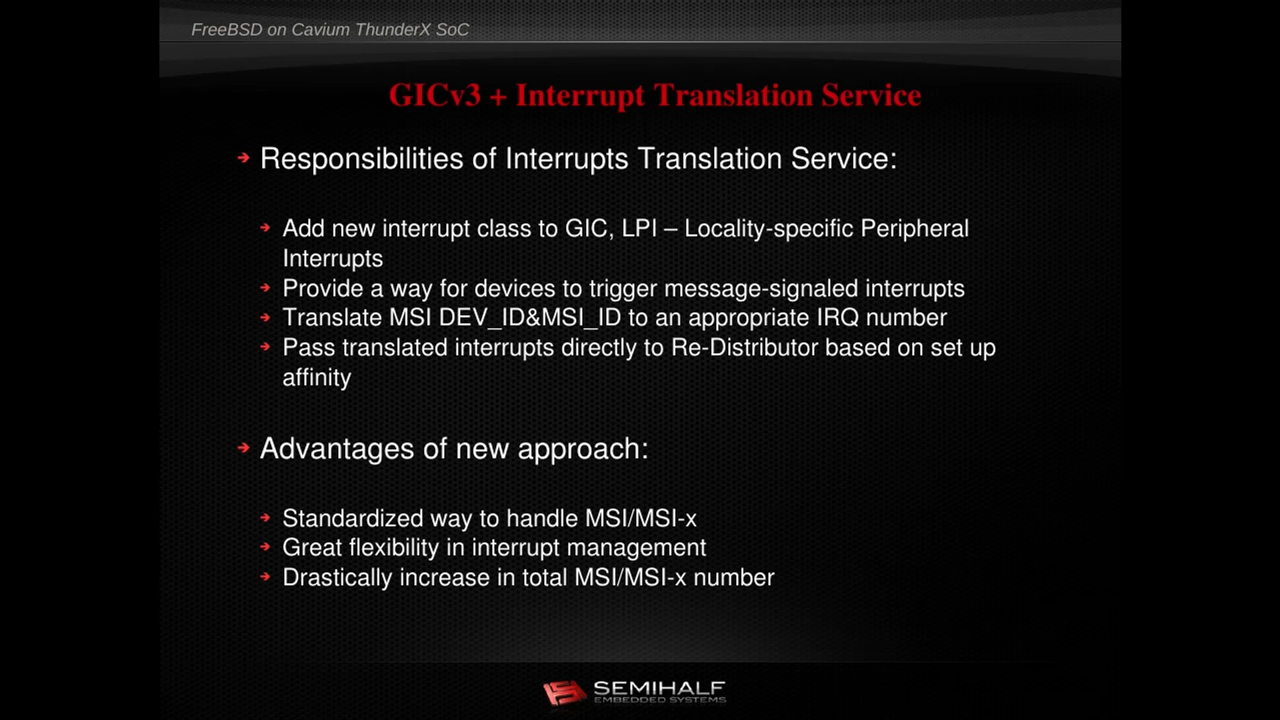 FreeBSD on Cavium ThunderX SoC
GICv3 + Interrupt Translation Service
Responsibilities of Interrupts Translation Service:
Add new interrupt class to GIC, LPI – Locality-specific Peripheral
Interrupts
Provide a way for devices to trigger message-signaled interrupts
Translate MSI DEV_ID&MSI_ID to an appropriate IRQ number
Pass translated interrupts directly to Re-Distributor based on set up
affinity
Advantages of new approach:
Standardized way to handle MSI/MSI-x
Great flexibility in interrupt management
Drastically increase in total MSI/MSI-x number
SEMIHALF
EMBEDDED SYSTEMS